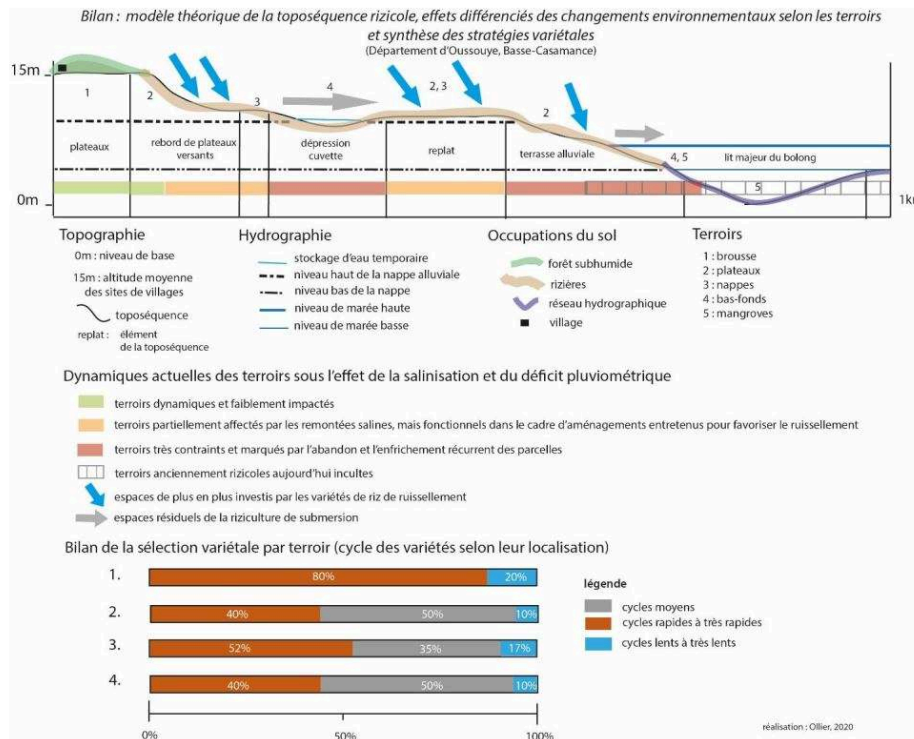 Bilan : modèle théorique de la toposéquence rizicole, effets différenciés des changements environnementaux selon les terroirs
et synthèse des stratégies variétales
(Département d'Oussouye, Basse-Casamance)
15m
1
2
3
4
2, 3
2
4, 5
5
plateaux
rebord de plateaux
versants
dépression
cuvette
replat
terrasse alluviale
lit majeur du bolong
0m
1km
Topographie
0m : niveau de base
15m : altitude moyenne
des sites de villages
toposéquence
replat : élément
de la toposéquence
Hydrographie
stockage d'eau temporaire
niveau haut de la nappe alluviale
niveau bas de la nappe
niveau de marée haute
niveau de marée basse
Occupations du sol
forêt subhumide
rizières
réseau hydrographique
village
Terroirs
1 : brousse
2 : plateaux
3 : nappes
4 : bas-fonds
5 : mangroves
Dynamiques actuelles des terroirs sous l'effet de la salinisation et du déficit pluviométrique
terroirs dynamiques et faiblement impactés
terroirs partiellement affectés par les remontées salines, mais fonctionnels dans le cadre d'aménagements entretenus pour favoriser le ruissellement
terroirs très contraints et marqués par l'abandon et l'enfrichement récurrent des parcelles
terroirs anciennement rizicoles aujourd'hui incultes
espaces de plus en plus investis par les variétés de riz de ruissellement
espaces résiduels de la riziculture de submersion
Bilan de la sélection variétale par terroir (cycle des variétés selon leur localisation)
1. 80% 20%
2. 40% 50% 10%
3. 52% 35% 17%
4. 40% 50% 10%
0% 50% 100%
légende
cycles moyens
cycles rapides à très rapides
cycles lents à très lents
réalisation : Ollier, 2020